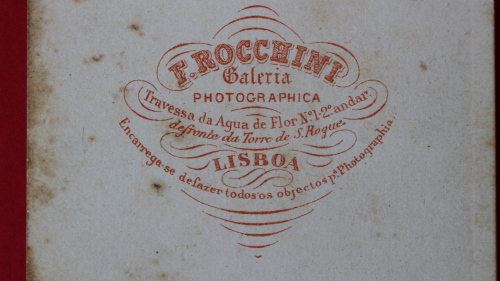 F. ROCCHINI
Galeria
PHOTOGRAPHICA
Travessa da Agua de Flor Nº 1-2º andar.
defronte da Torre de S. Roque.
LISBOA
Encarrega-se de fazer todos os objectos pª Photographia.